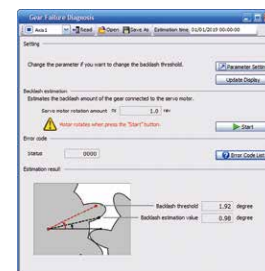 Gear Failure Diagnosis
Axis1 Read Open Save As Estimation time 01/01/2019 00:00:00
Setting
Change the parameter if you want to change the backlash threshold.
Parameter Setting
Update Display
Backlash estimation
Estimates the backlash amount of the gear connected to the servo motor.
Servo motor rotation amount 1.0 rev
Motor rotates when press the "Start" button.
Start
Error code
Status 0000
Error Code List
Estimation result
Backlash threshold 1.92 degree
Backlash estimation value 0.98 degree